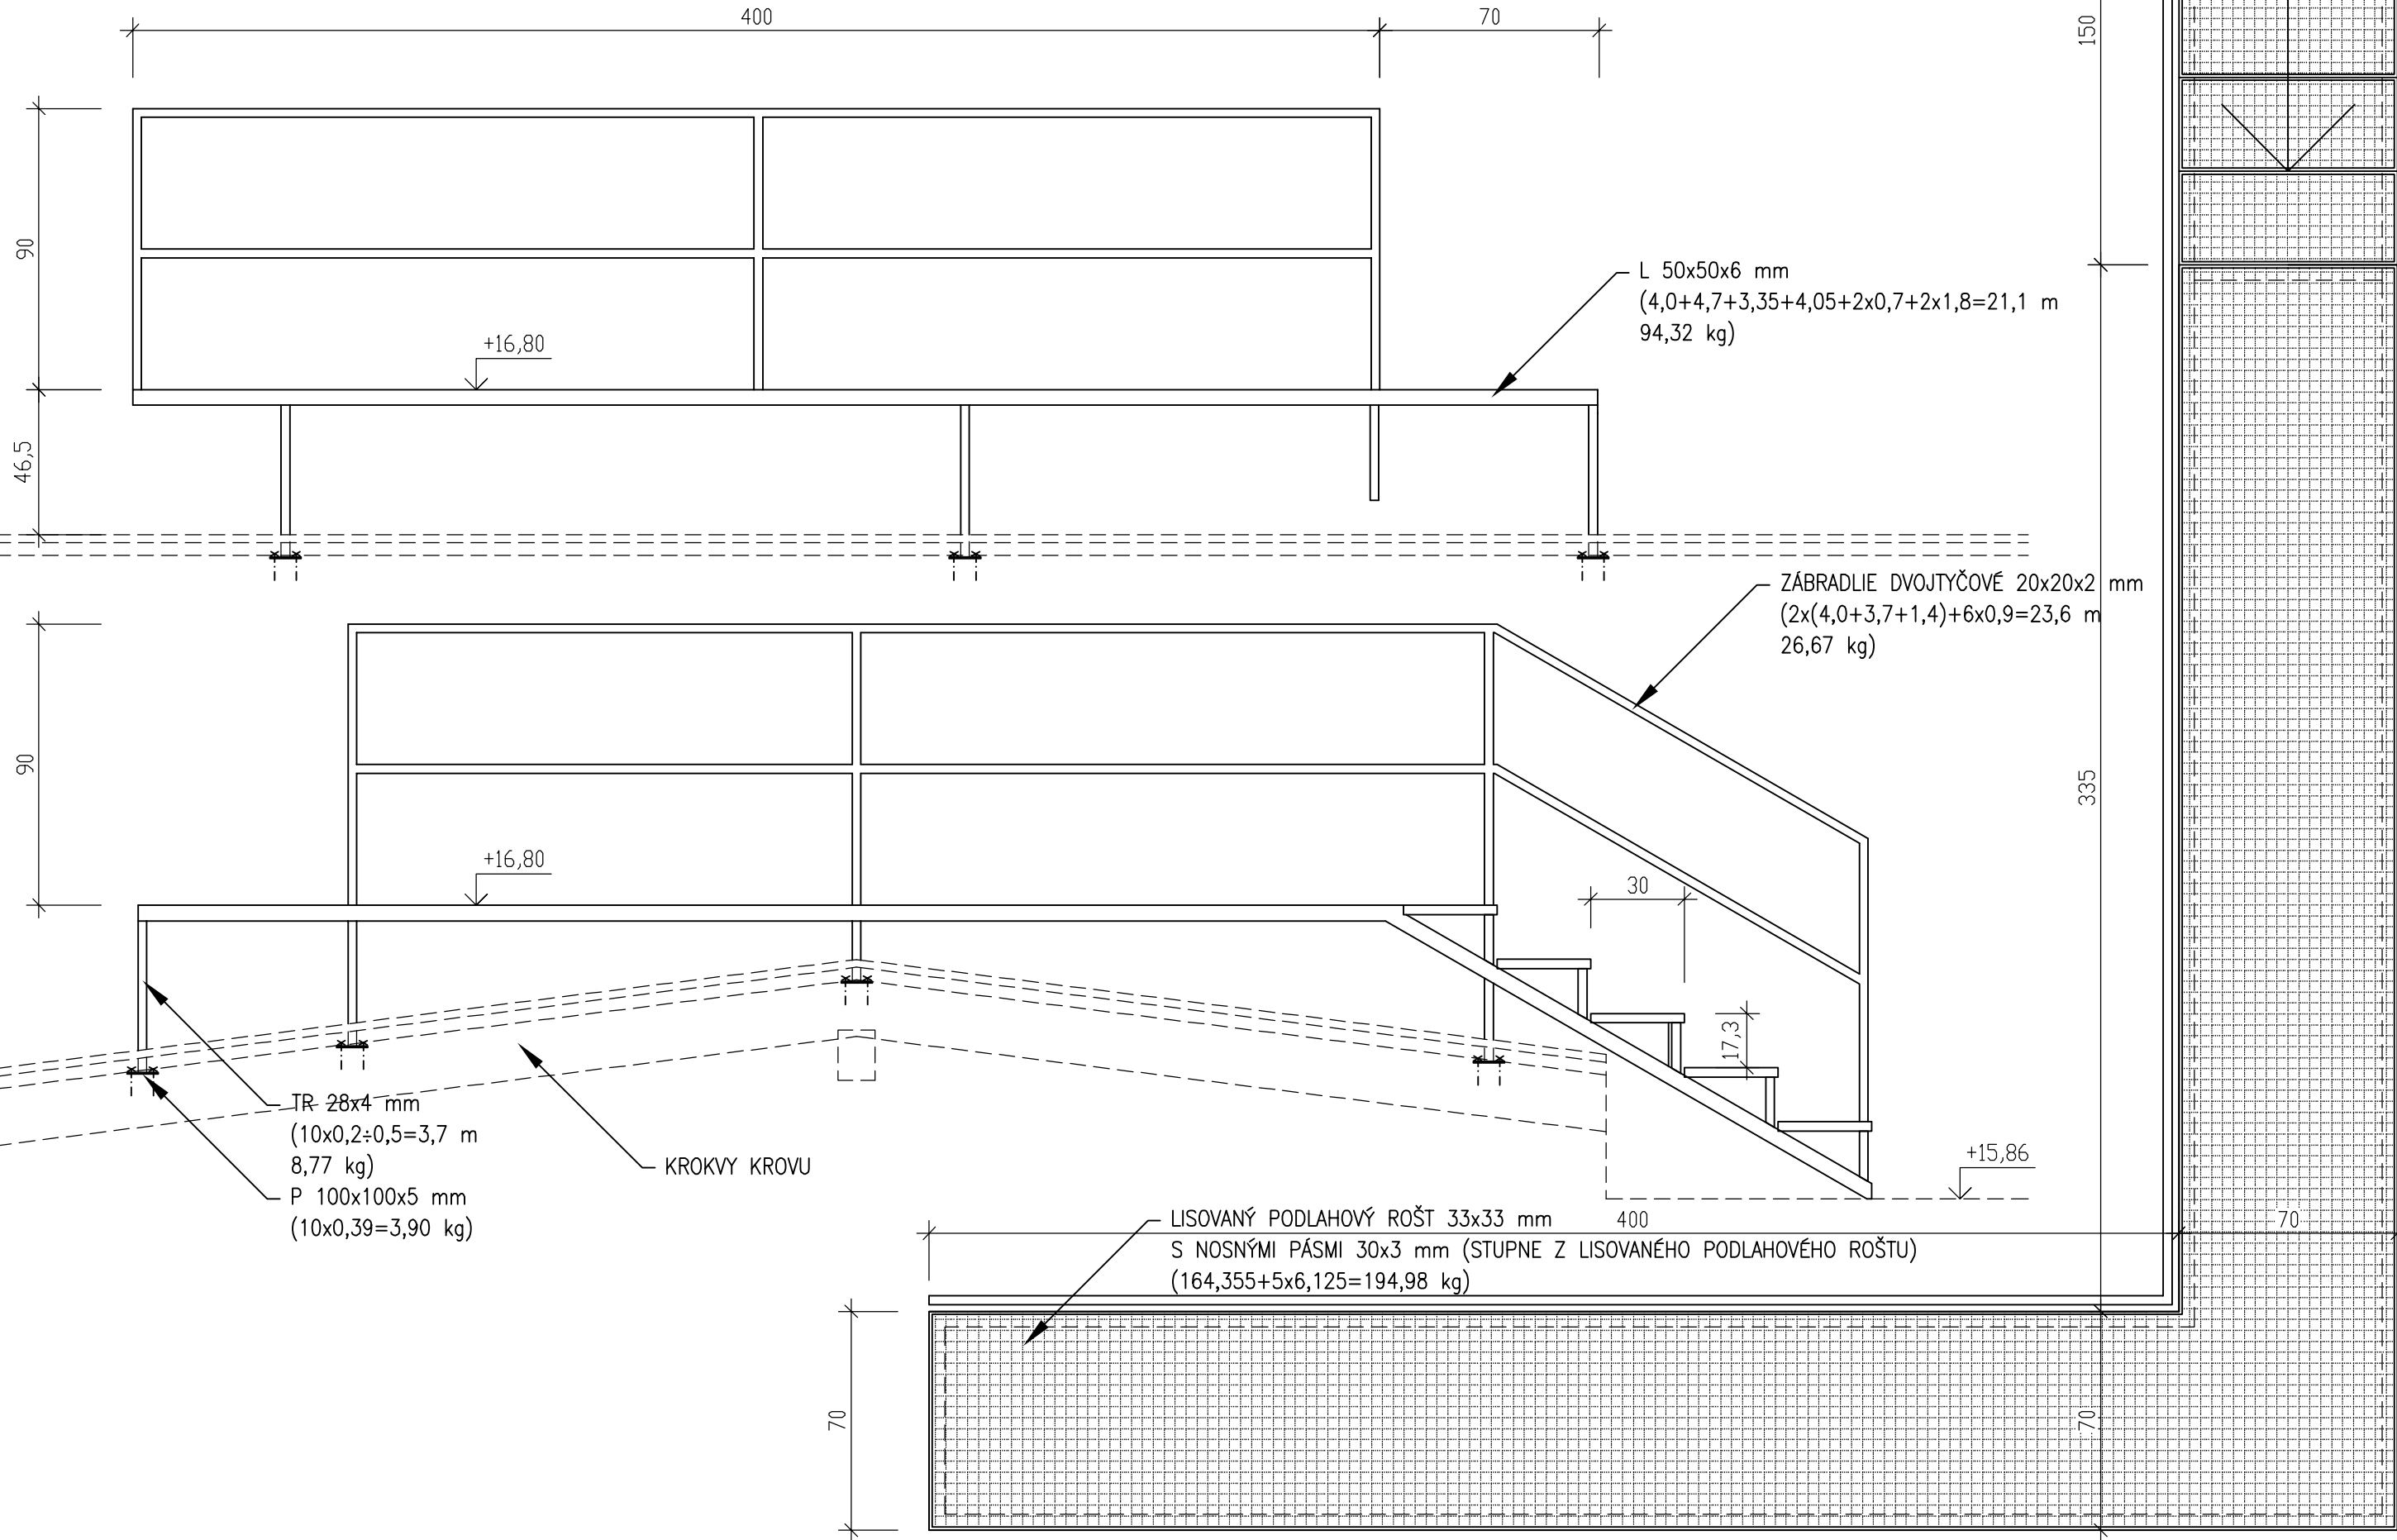 400
70
150
90
L 50x50x6 mm
(4,0+4,7+3,35+4,05+2x0,7+2x1,8=21,1 m
94,32 kg)
+16,80
46,5
ZÁBRADLIE DVOJTYČOVÉ 20x20x2 mm
(2x(4,0+3,7+1,4)+6x0,9=23,6 m
26,67 kg)
90
335
+16,80
30
17,3
TR 28x4 mm
(10x0,2÷0,5=3,7 m
8,77 kg)
P 100x100x5 mm
(10x0,39=3,90 kg)
KROKVY KROVU
+15,86
LISOVANÝ PODLAHOVÝ ROŠT 33x33 mm
S NOSNÝMI PÁSMI 30x3 mm (STUPNE Z LISOVANÉHO PODLAHOVÉHO ROŠTU)
(164,355+5x6,125=194,98 kg)
400
70
70
70